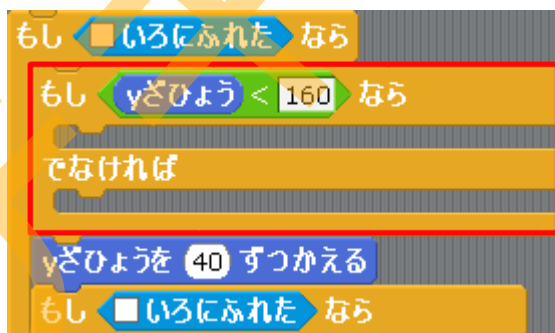 もし いろにふれた なら
もし yざひょう < 160 なら
でなければ
yざひょうを 40 ずつかえる
もし いろにふれた なら